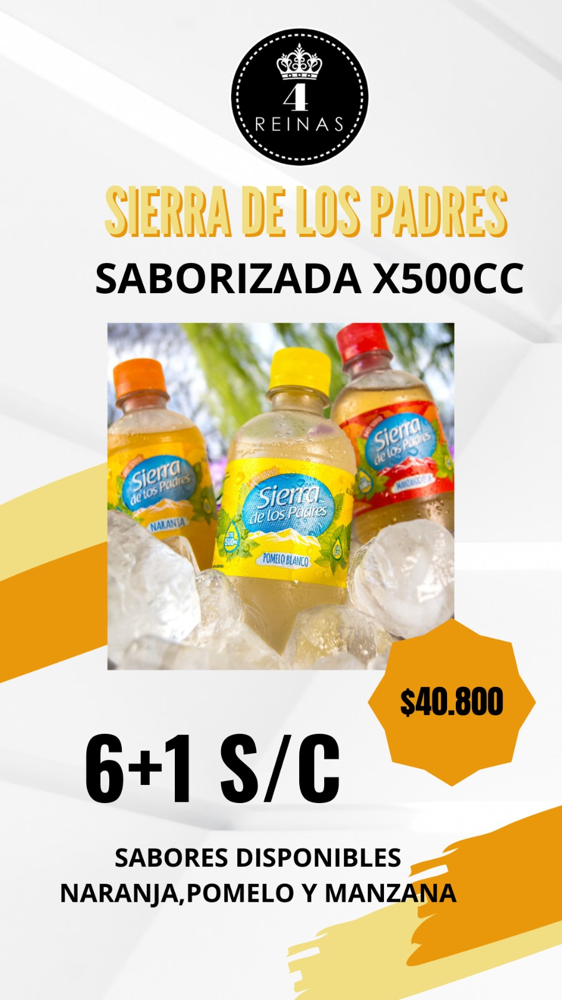 4
REINAS
SIERRA DE LOS PADRES
SABORIZADA X500CC
Sierra
de los Padres
NARANJA
BAJO SODIO
Sierra
de los Padres
500
POMELO BLANCO
Sierra
de los Padres
$40.800
6+1 S/C
SABORES DISPONIBLES
NARANJA,POMELO Y MANZANA